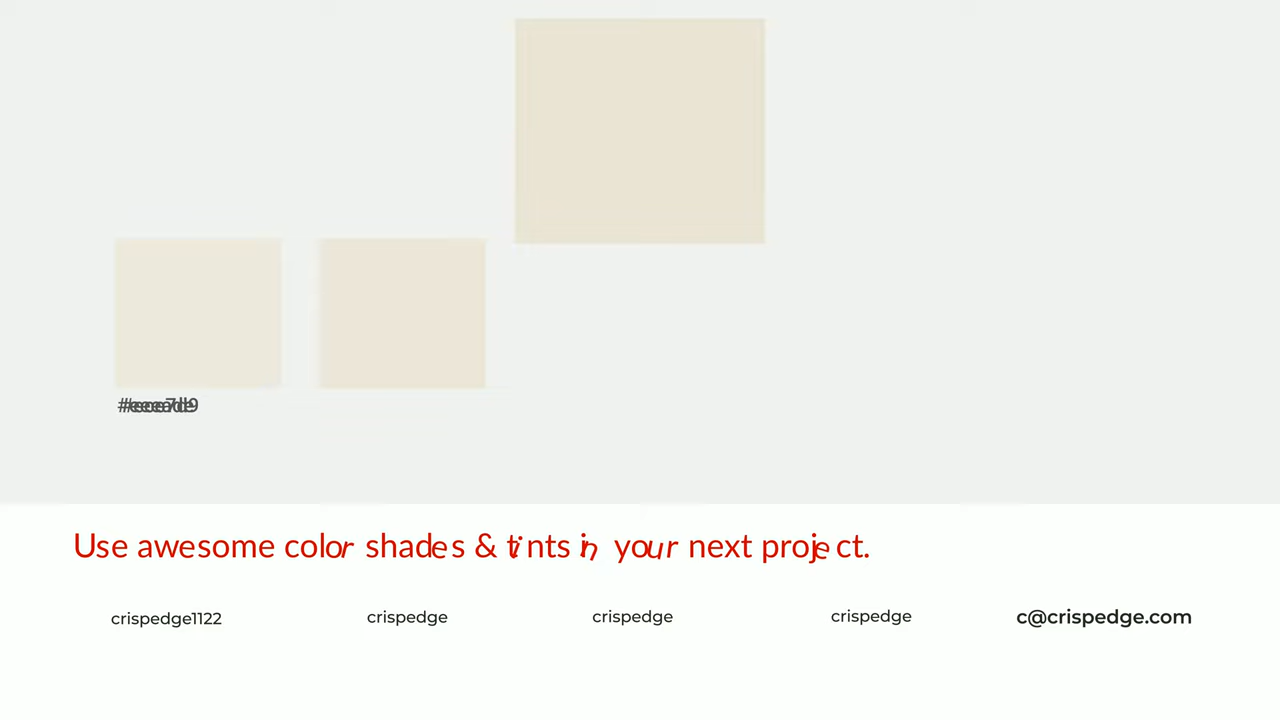 Use awesome color shades & tints in your next project.
crispedge1122 crispedge crispedge crispedge c@crispedge.com